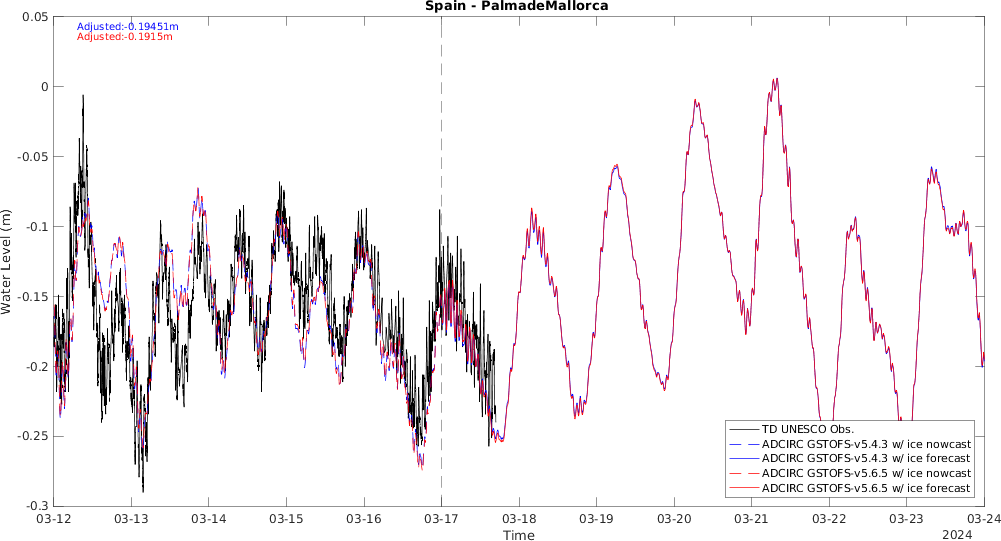 Spain - PalmadeMallorca
Adjusted:-0.19451m
Adjusted:-0.1915m
0.05
0
-0.05
-0.1
-0.15
-0.2
-0.25
-0.3
Water Level (m)
TD UNESCO Obs.
ADCIRC GSTOFS-v5.4.3 w/ ice nowcast
ADCIRC GSTOFS-v5.4.3 w/ ice forecast
ADCIRC GSTOFS-v5.6.5 w/ ice nowcast
ADCIRC GSTOFS-v5.6.5 w/ ice forecast
03-12 03-13 03-14 03-15 03-16 03-17 03-18 03-19 03-20 03-21 03-22 03-23 03-24
Time
2024